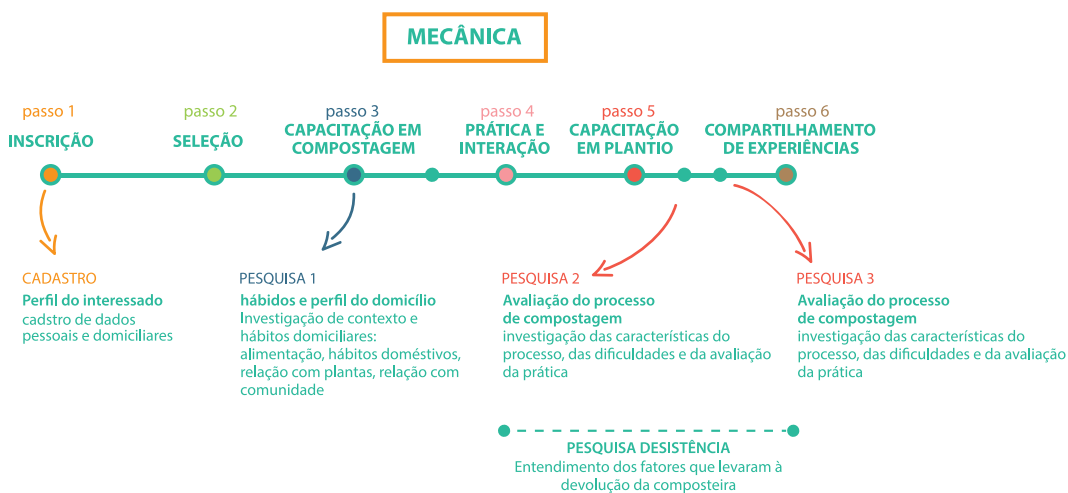 MECÂNICA
passo 1
INSCRIÇÃO
passo 2
SELEÇÃO
passo 3
CAPACITAÇÃO EM
COMPOSTAGEM
passo 4
PRÁTICA E
INTERAÇÃO
passo 5
CAPACITAÇÃO
EM PLANTIO
passo 6
COMPARTILHAMENTO
DE EXPERIÊNCIAS
CADASTRO
Perfil do interessado
cadstro de dados
pessoais e domiciliares
PESQUISA 1
hábidos e perfil do domicílio
Investigação de contexto e
hábitos domiciliares:
alimentação, hábitos doméstivos,
relação com plantas, relação com
comunidade
PESQUISA 2
Avaliação do processo
de compostagem
investigação das características do
processo, das dificuldades e da avaliação
da prática
PESQUISA 3
Avaliação do processo
de compostagem
investigação das características do
processo, das dificuldades e da avaliação
da prática
PESQUISA DESISTÊNCIA
Entendimento dos fatores que levaram à
devolução da composteira